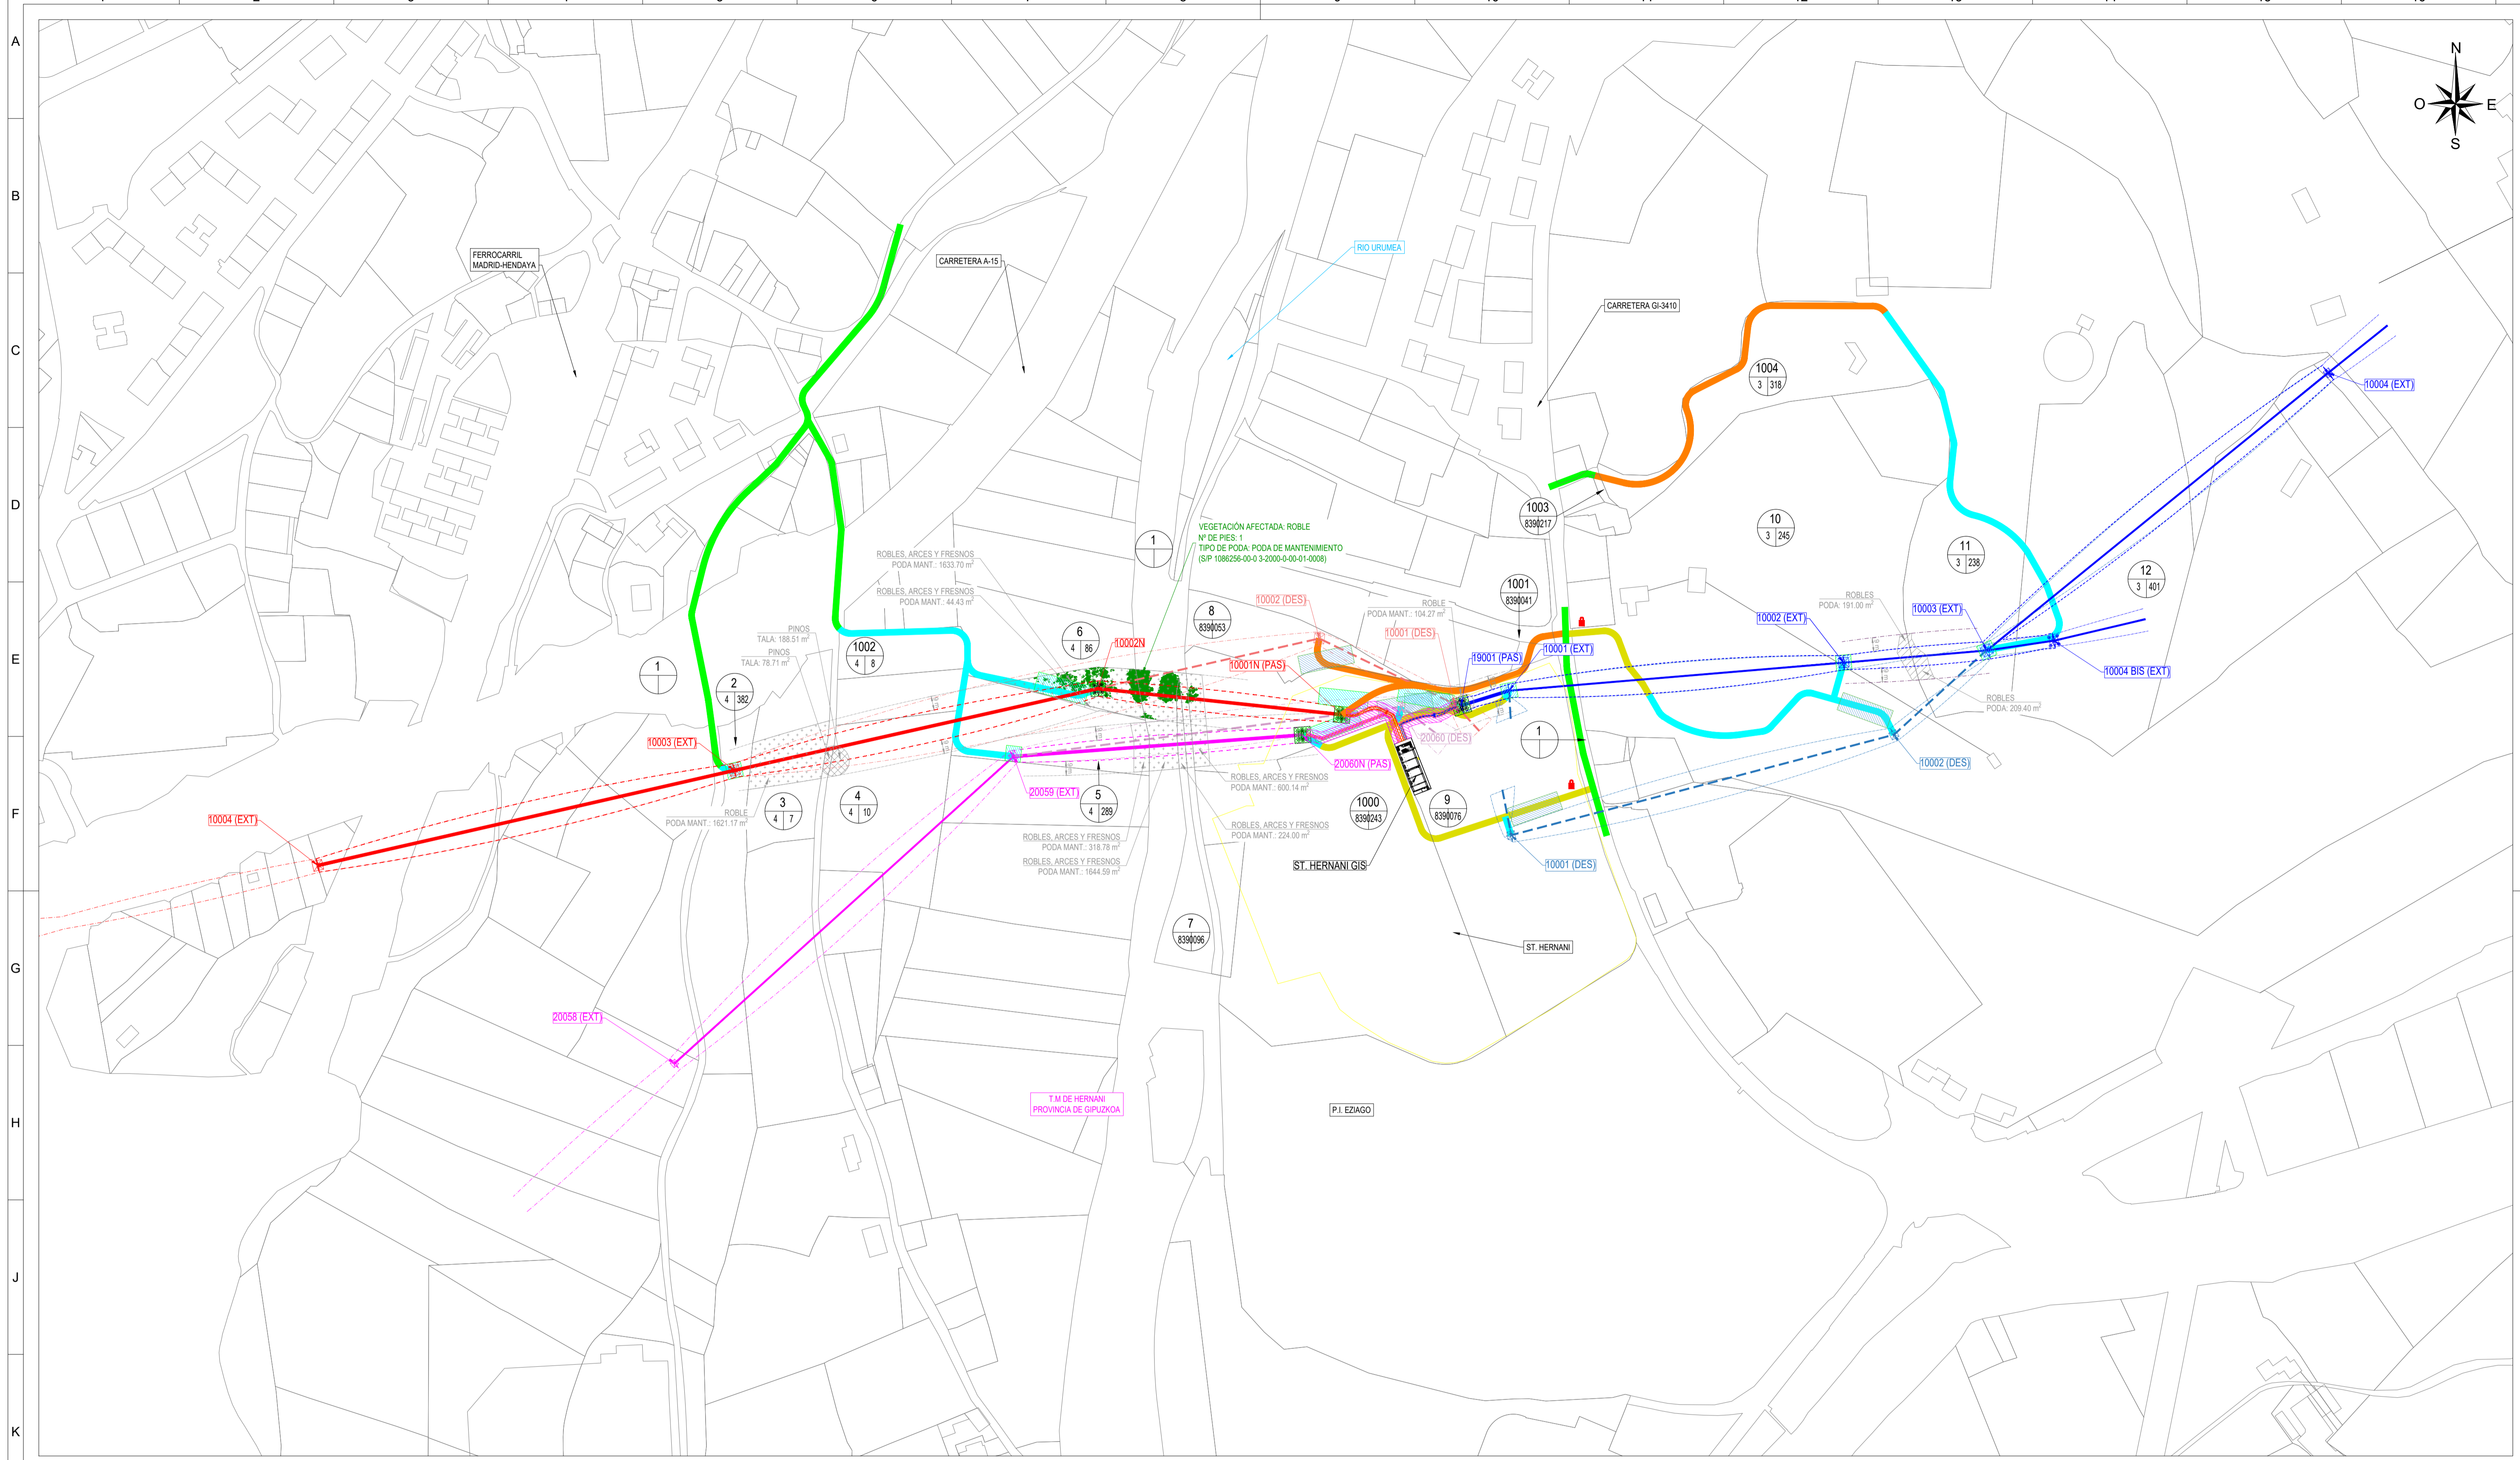 A
B
C
D
E
F
G
H
J
K
N
O
E
S
FERROCARRIL
MADRID-HENDAYA
CARRETERA A-15
RIO URUMEA
CARRETERA GI-3410
1004
3 318
10004 (EXT)
1003
8390217
10
3 245
11
3 238
12
3 401
1
VEGETACIÓN AFECTADA: ROBLE
Nº DE PIES: 1
TIPO DE PODA: PODA DE MANTENIMIENTO
(S/P 1086256-00-0 3-2000-0-00-01-0008)
ROBLES, ARCES Y FRESNOS
PODA MANT.: 1633.70 m²
ROBLES, ARCES Y FRESNOS
PODA MANT.: 44.43 m²
1001
8390041
8
8390053
10002 (DES)
ROBLE
PODA MANT.: 104.27 m²
10001 (DES)
ROBLES
PODA: 191.00 m²
10003 (EXT)
10002 (EXT)
PINOS
TALA: 188.51 m²
PINOS
TALA: 78.71 m²
1002
4 8
6
4 86
10002N
10001N (PAS)
19001 (PAS)
10001 (EXT)
10004 BIS (EXT)
1
2
4 382
ROBLES
PODA: 209.40 m²
10003 (EXT)
20060 (DES)
1
20060N (PAS)
10002 (DES)
ROBLES, ARCES Y FRESNOS
PODA MANT.: 600.14 m²
20059 (EXT)
5
4 289
3
4 7
4
4 10
1000
8390243
9
8390076
10004 (EXT)
ROBLE
PODA MANT.: 1621.17 m²
ROBLES, ARCES Y FRESNOS
PODA MANT.: 224.00 m²
ROBLES, ARCES Y FRESNOS
PODA MANT.: 318.78 m²
ROBLES, ARCES Y FRESNOS
PODA MANT.: 1644.59 m²
ST. HERNANI GIS
10001 (DES)
7
8390096
ST. HERNANI
20058 (EXT)
T.M DE HERNANI
PROVINCIA DE GIPUZKOA
P.I. EZIAGO